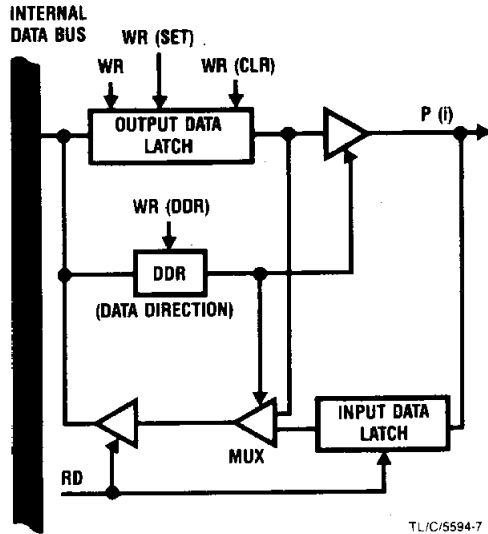 INTERNAL
DATA BUS
WR (SET)
WR
WR (CLR)
OUTPUT DATA
LATCH
P (i)
WR (DDR)
DDR
(DATA DIRECTION)
INPUT DATA
LATCH
MUX
RD
TL/C/5594-7